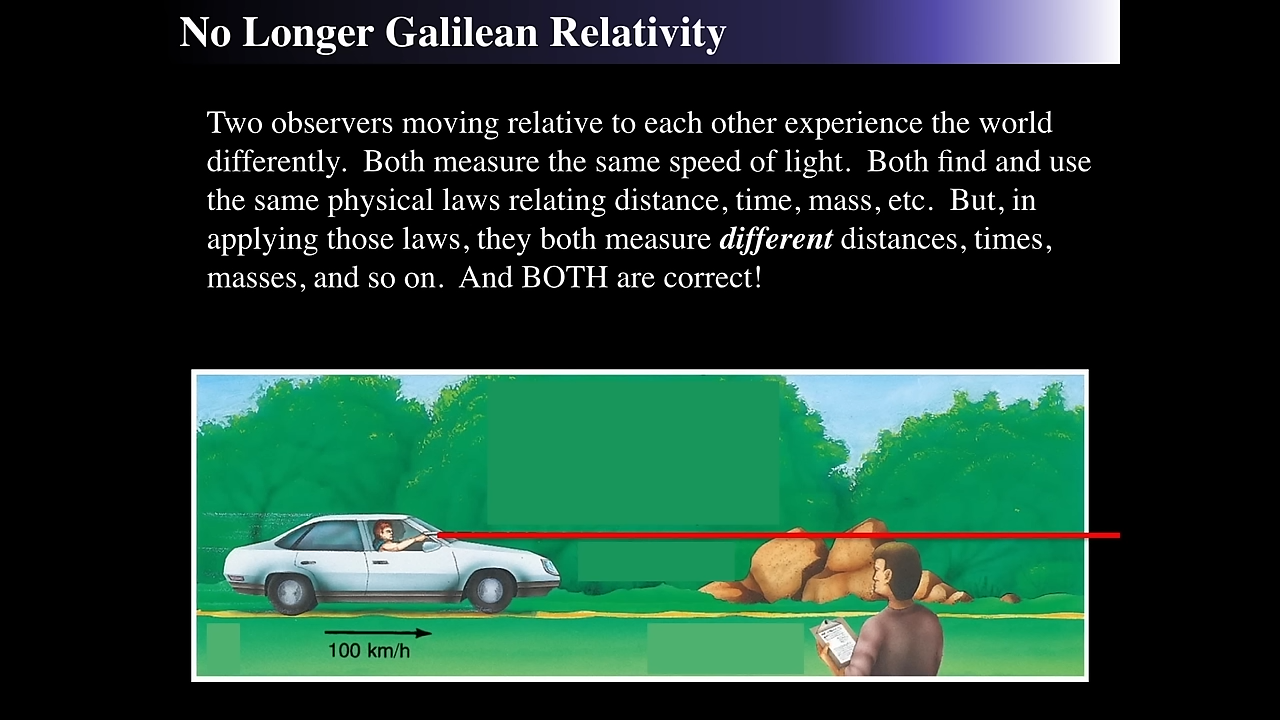 No Longer Galilean Relativity
Two observers moving relative to each other experience the world
differently.  Both measure the same speed of light.  Both find and use
the same physical laws relating distance, time, mass, etc.  But, in
applying those laws, they both measure different distances, times,
masses, and so on.  And BOTH are correct!
100 km/h